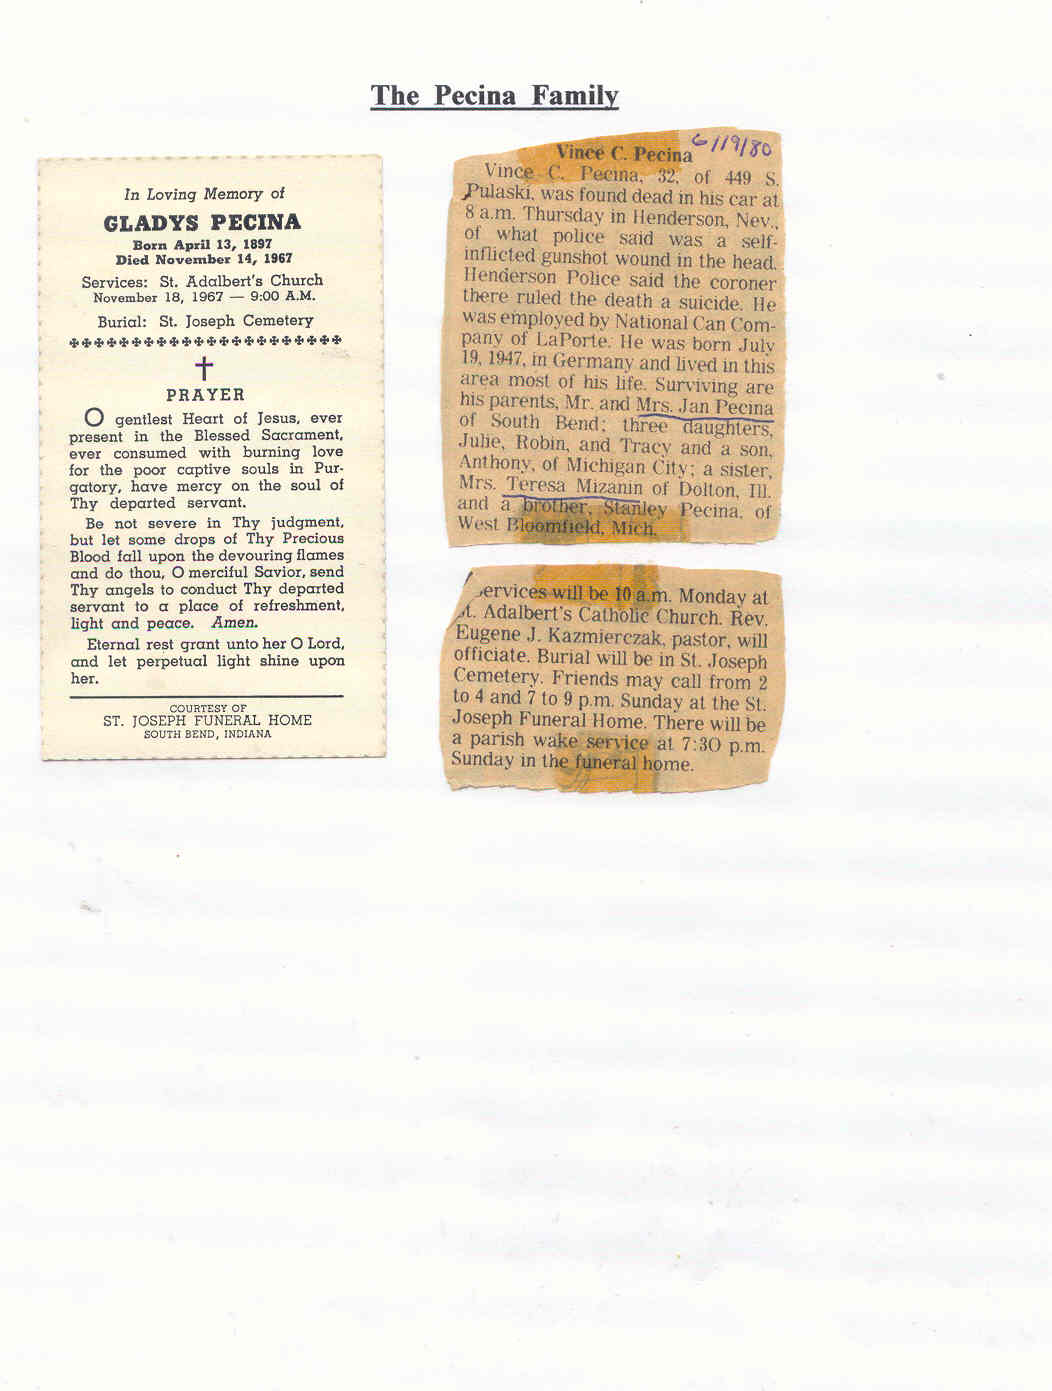 The Pecina Family
In Loving Memory of
GLADYS PECINA
Born April 13, 1897
Died November 14, 1967
Services: St. Adalbert's Church
November 18, 1967 — 9:00 A.M.
Burial: St. Joseph Cemetery
PRAYER
O gentlest Heart of Jesus, ever
present in the Blessed Sacrament,
ever consumed with burning love
for the poor captive souls in Pur-
gatory, have mercy on the soul of
Thy departed servant.
Be not severe in Thy judgment,
but let some drops of Thy Precious
Blood fall upon the devouring flames
and do thou, O merciful Savior, send
Thy angels to conduct Thy departed
servant to a place of refreshment,
light and peace. Amen.
Eternal rest grant unto her O Lord,
and let perpetual light shine upon
her.
COURTESY OF
ST. JOSEPH FUNERAL HOME
SOUTH BEND, INDIANA
6/19/80
Vince C. Pecina
Vince C. Pecina, 32, of 449 S.
Pulaski, was found dead in his car at
8 a.m. Thursday in Henderson, Nev.,
of what police said was a self-
inflicted gunshot wound in the head.
Henderson Police said the coroner
there ruled the death a suicide. He
was employed by National Can Com-
pany of LaPorte. He was born July
19, 1947, in Germany and lived in this
area most of his life. Surviving are
his parents, Mr. and Mrs. Jan Pecina
of South Bend; three daughters,
Julie, Robin, and Tracy and a son,
Anthony, of Michigan City; a sister,
Mrs. Teresa Mizanin of Dolton, Ill.
and a brother, Stanley Pecina, of
West Bloomfield, Mich.
Services will be 10 a.m. Monday at
St. Adalbert's Catholic Church. Rev.
Eugene J. Kazmierczak, pastor, will
officiate. Burial will be in St. Joseph
Cemetery. Friends may call from 2
to 4 and 7 to 9 p.m. Sunday at the St.
Joseph Funeral Home. There will be
a parish wake service at 7:30 p.m.
Sunday in the funeral home.